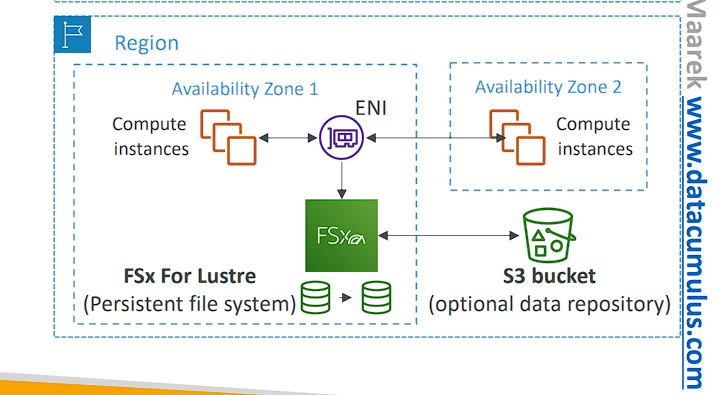 Region
Availability Zone 1
Availability Zone 2
ENI
Compute
instances
Compute
instances
FSx
FSx For Lustre
(Persistent file system)
S3 bucket
(optional data repository)
Maarek www.datacumulus.com